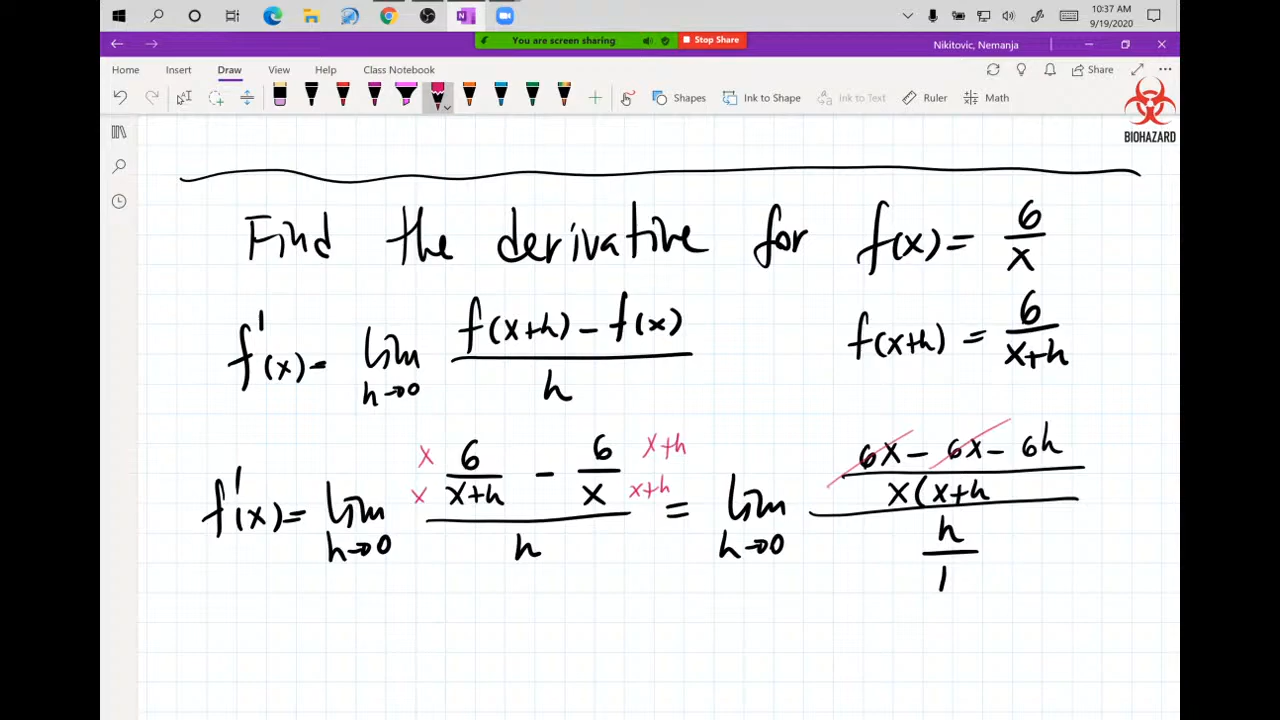 10:37 AM
9/19/2020
You are screen sharing
Stop Share
Nikitovic, Nemanja
Home Insert Draw View Help Class Notebook
Share
Shapes Ink to Shape Ink to Text Ruler Math
BIOHAZARD
Find the derivative for f(x) = 6/x
f'(x) = lim h→0 (f(x+h) - f(x))/h
f(x+h) = 6/(x+h)
f'(x) = lim h→0 (x/x 6/(x+h) - 6/x x+h/x+h)/h = lim h→0 ((6x - 6x - 6h)/(x(x+h))/(h/1)